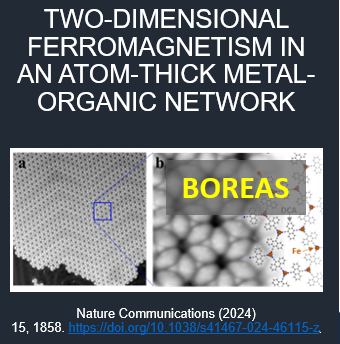 TWO-DIMENSIONAL
FERROMAGNETISM IN
AN ATOM-THICK METAL-
ORGANIC NETWORK
a
b
BOREAS
DCA
Fe
Nature Communications (2024)
15, 1858. https://doi.org/10.1038/s41467-024-46115-z.